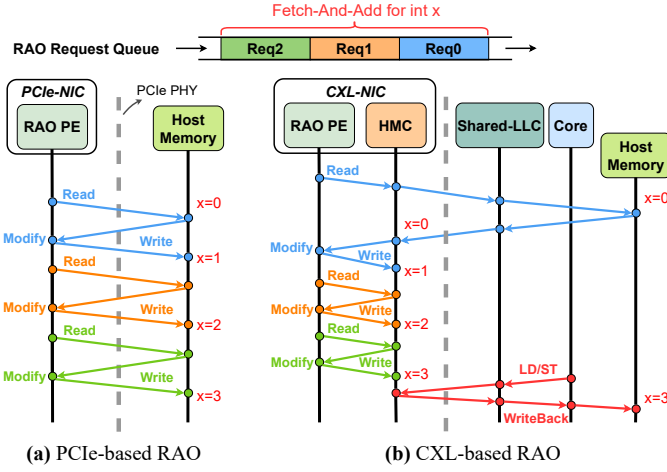 Fetch-And-Add for int x
RAO Request Queue
Req2
Req1
Req0
PCIe-NIC
RAO PE
PCIe PHY
Host
Memory
Read
x=0
Modify
Write
x=1
Read
Modify
Write
x=2
Read
Modify
Write
x=3
(a) PCIe-based RAO
CXL-NIC
RAO PE
HMC
Shared-LLC
Core
Host
Memory
Read
x=0
x=0
Modify
Write
x=1
Read
Modify
Write
x=2
Read
Modify
Write
x=3
LD/ST
WriteBack
x=3
(b) CXL-based RAO